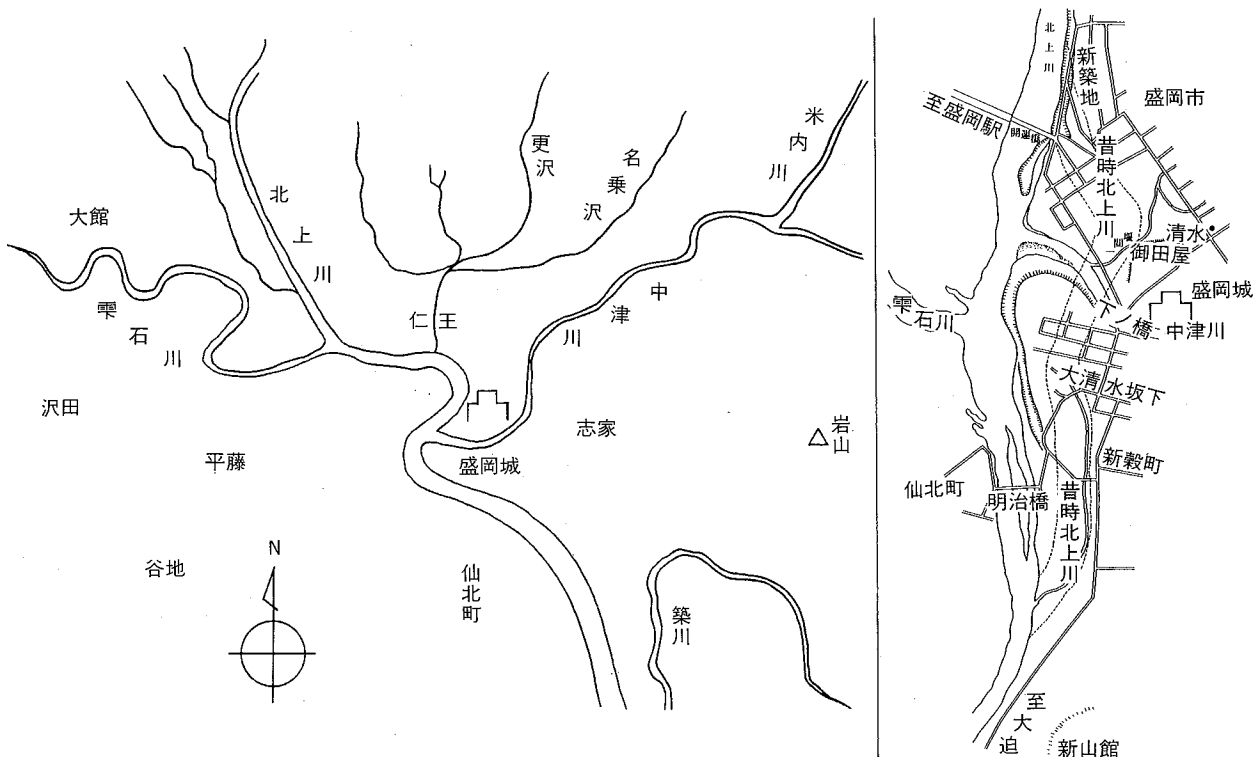 大館
北上川
更沢
名乗沢
米内川
雫石川
仁王
中津川
沢田
平藤
盛岡城
志家
岩山
谷地
N
仙北町
築川
北上川
新築地
盛岡市
至盛岡駅
開運橋
昔時北上川
清水
御田屋
盛岡城
雫石川
下ノ橋
中津川
大清水坂下
新穀町
仙北町
明治橋
昔時北上川
至大迫
新山館